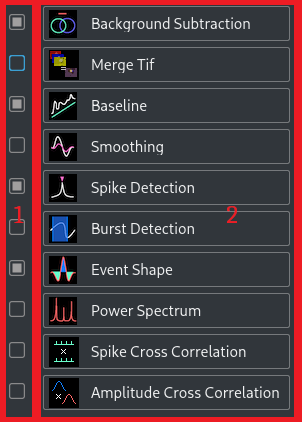 Background Subtraction
Merge Tif
Baseline
Smoothing
Spike Detection
1
2
Burst Detection
Event Shape
Power Spectrum
Spike Cross Correlation
Amplitude Cross Correlation